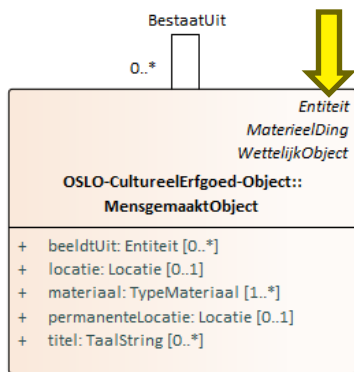 BestaatUit
0..*
Entiteit
MaterieelDing
WettelijkObject
OSLO-CultureelErfgoed-Object::
MensgemaaktObject
+ beeldtUit: Entiteit [0..*]
+ locatie: Locatie [0..1]
+ materiaal: TypeMateriaal [1..*]
+ permanenteLocatie: Locatie [0..1]
+ titel: TaalString [0..*]